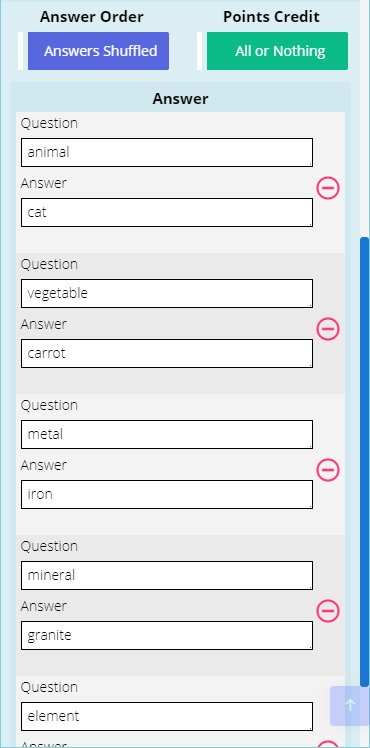 Answer Order Points Credit
Answers Shuffled All or Nothing
Answer
Question
animal
Answer
cat
Question
vegetable
Answer
carrot
Question
metal
Answer
iron
Question
mineral
Answer
granite
Question
element
Answer